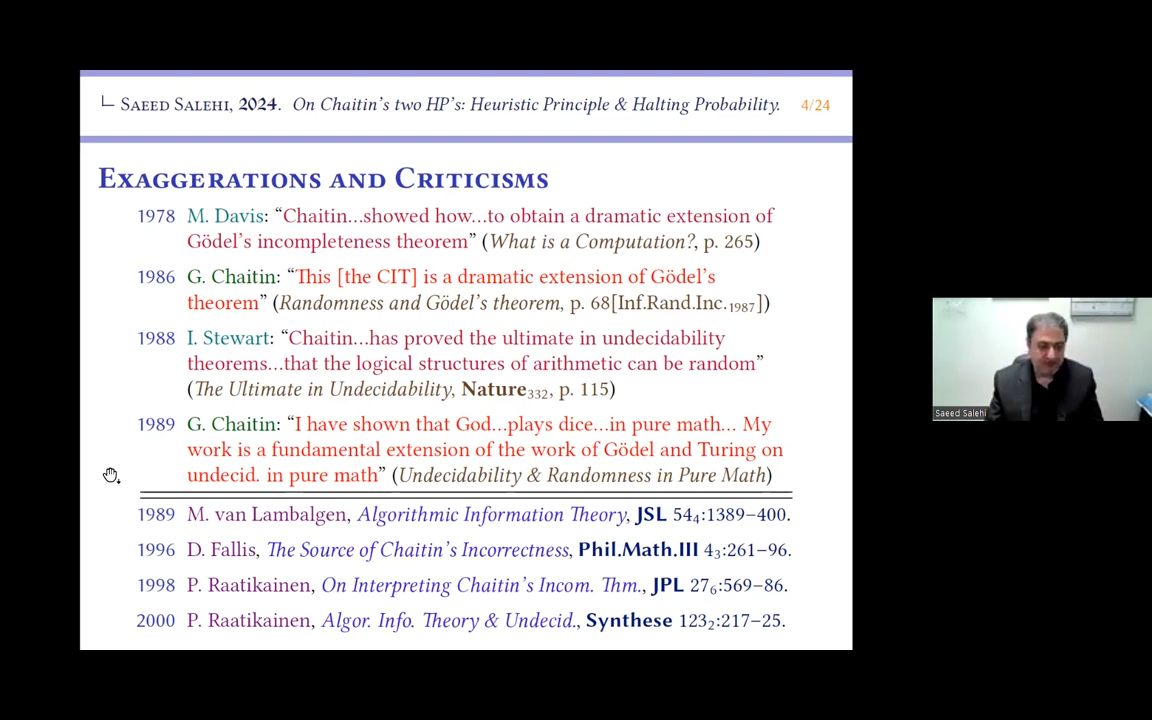 ∟ Saeed Salehi, 2024. On Chaitin's two HP's: Heuristic Principle & Halting Probability. 4/24
Exaggerations and Criticisms
1978 M. Davis: “Chaitin...showed how...to obtain a dramatic extension of
Gödel's incompleteness theorem” (What is a Computation?, p. 265)
1986 G. Chaitin: “This [the CIT] is a dramatic extension of Gödel's
theorem” (Randomness and Gödel's theorem, p. 68[Inf.Rand.Inc.1987])
1988 I. Stewart: “Chaitin...has proved the ultimate in undecidability
theorems...that the logical structures of arithmetic can be random”
(The Ultimate in Undecidability, Nature332, p. 115)
1989 G. Chaitin: “I have shown that God...plays dice...in pure math... My
work is a fundamental extension of the work of Gödel and Turing on
undecid. in pure math” (Undecidability & Randomness in Pure Math)
1989 M. van Lambalgen, Algorithmic Information Theory, JSL 544:1389–400.
1996 D. Fallis, The Source of Chaitin's Incorrectness, Phil.Math.III 43:261–96.
1998 P. Raatikainen, On Interpreting Chaitin's Incom. Thm., JPL 276:569–86.
2000 P. Raatikainen, Algor. Info. Theory & Undecid., Synthese 1232:217–25.
Saeed Salehi